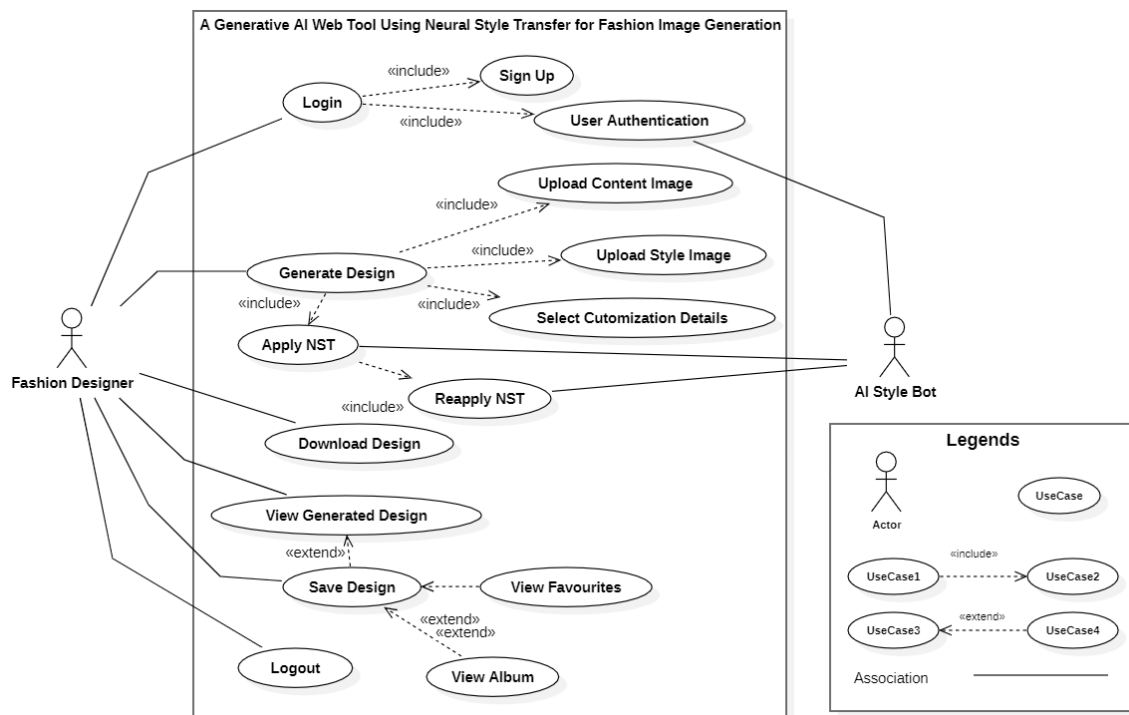 A Generative AI Web Tool Using Neural Style Transfer for Fashion Image Generation
«include»
Sign Up
Login
«include»
User Authentication
Upload Content Image
«include»
«include»
Upload Style Image
Generate Design
«include»
«include»
Select Cutomization Details
Apply NST
Fashion Designer
AI Style Bot
«include»
Reapply NST
Download Design
View Generated Design
«extend»
Save Design
View Favourites
«extend»
«extend»
Logout
View Album
Legends
Actor
UseCase
UseCase1
«include»
UseCase2
UseCase3
«extend»
UseCase4
Association